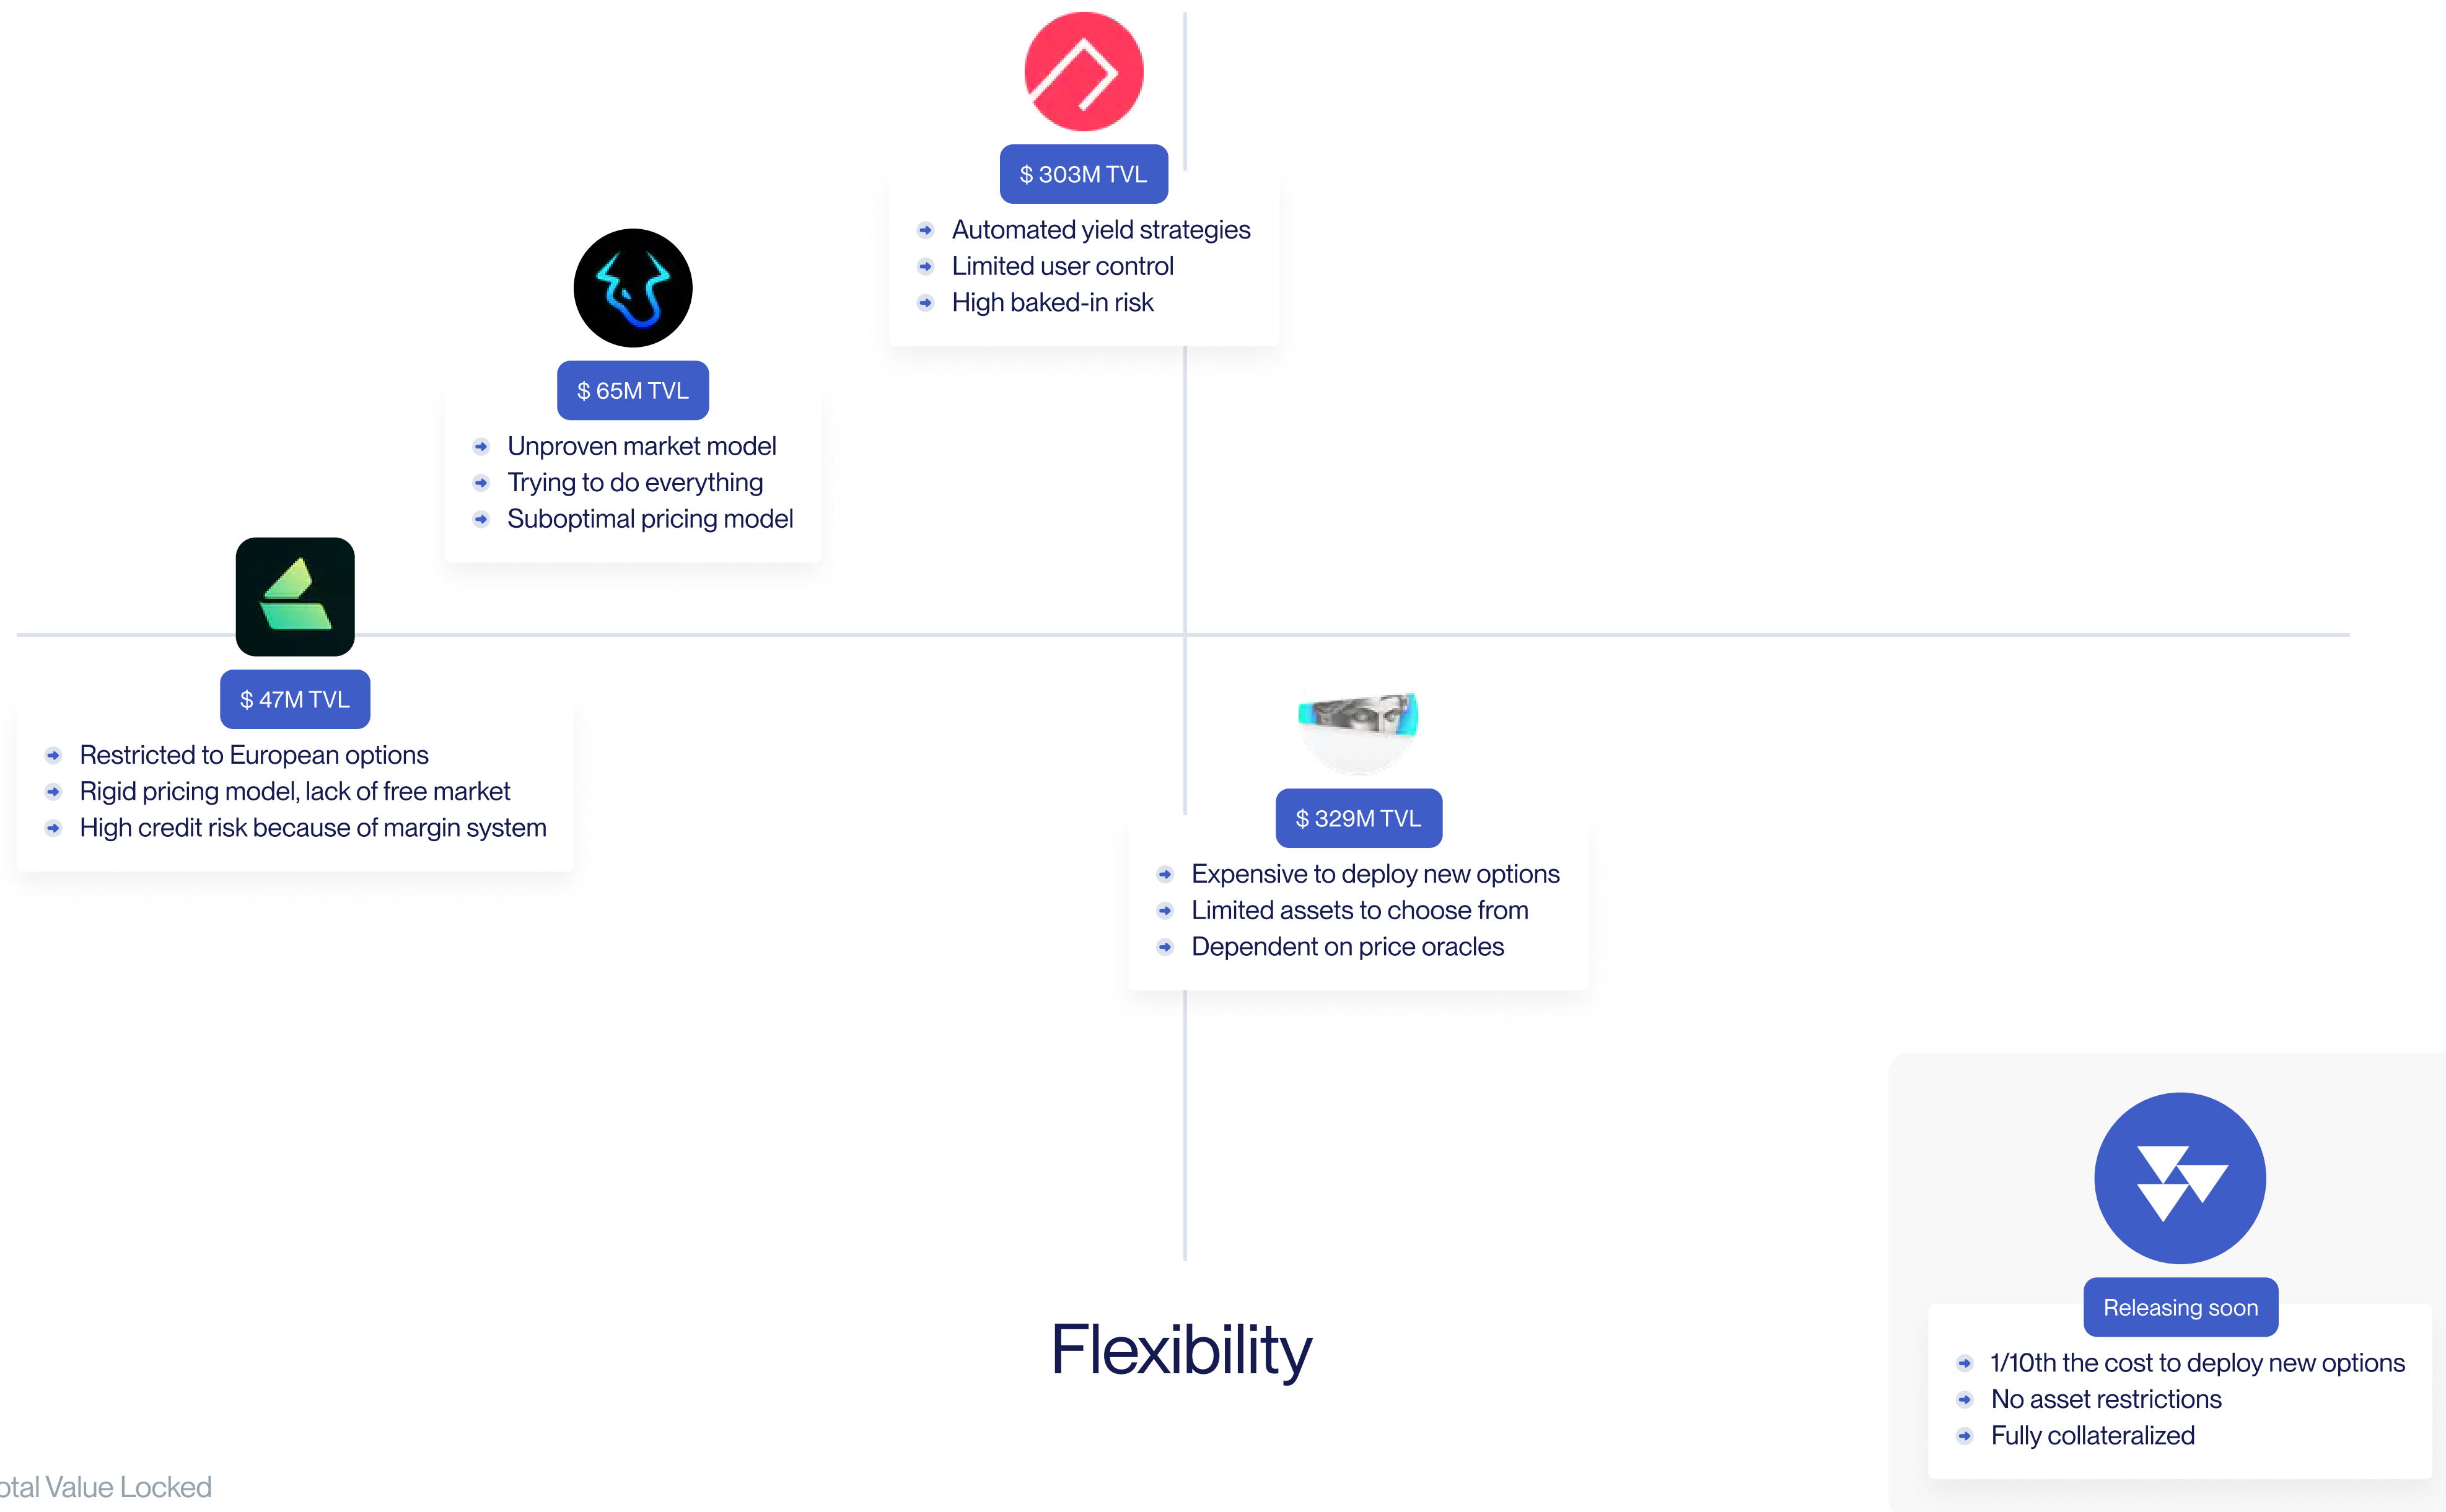 $ 303M TVL
Automated yield strategies
Limited user control
High baked-in risk
$ 65M TVL
Unproven market model
Trying to do everything
Suboptimal pricing model
$ 47M TVL
Restricted to European options
Rigid pricing model, lack of free market
High credit risk because of margin system
$ 329M TVL
Expensive to deploy new options
Limited assets to choose from
Dependent on price oracles
Releasing soon
1/10th the cost to deploy new options
No asset restrictions
Fully collateralized
Flexibility
otal Value Locked